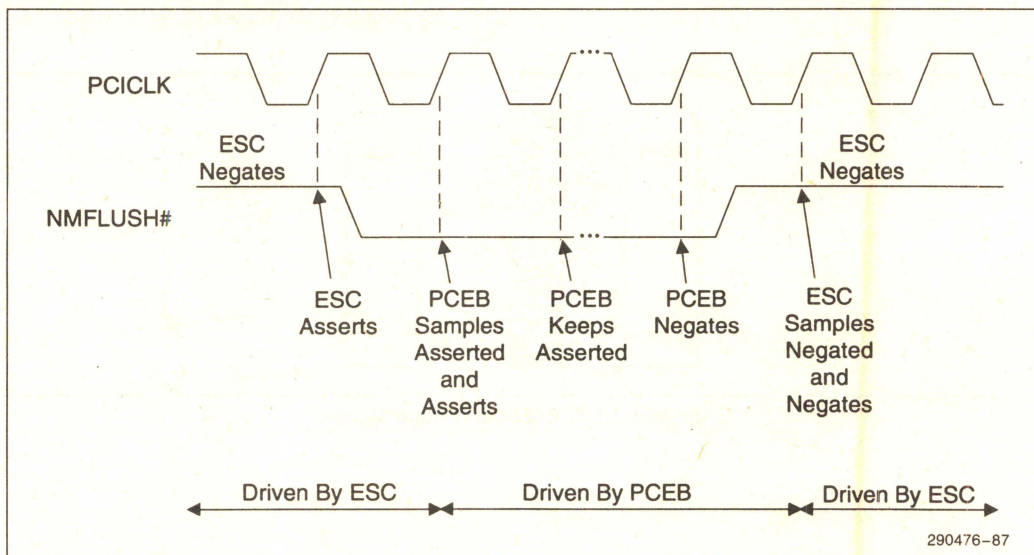 PCICLK
...
ESC
Negates
ESC
Negates
NMFLUSH#
...
ESC
Asserts
PCEB
Samples
Asserted
and
Asserts
PCEB
Keeps
Asserted
PCEB
Negates
ESC
Samples
Negated
and
Negates
Driven By ESC
Driven By PCEB
Driven By ESC
290476-87